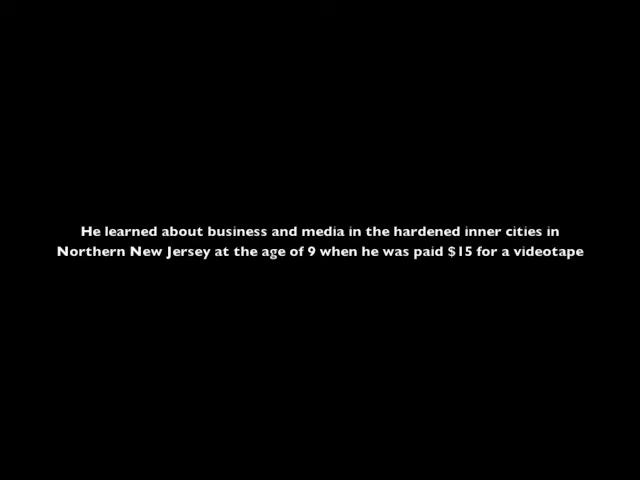 He learned about business and media in the hardened inner cities in
Northern New Jersey at the age of 9 when he was paid $15 for a videotape